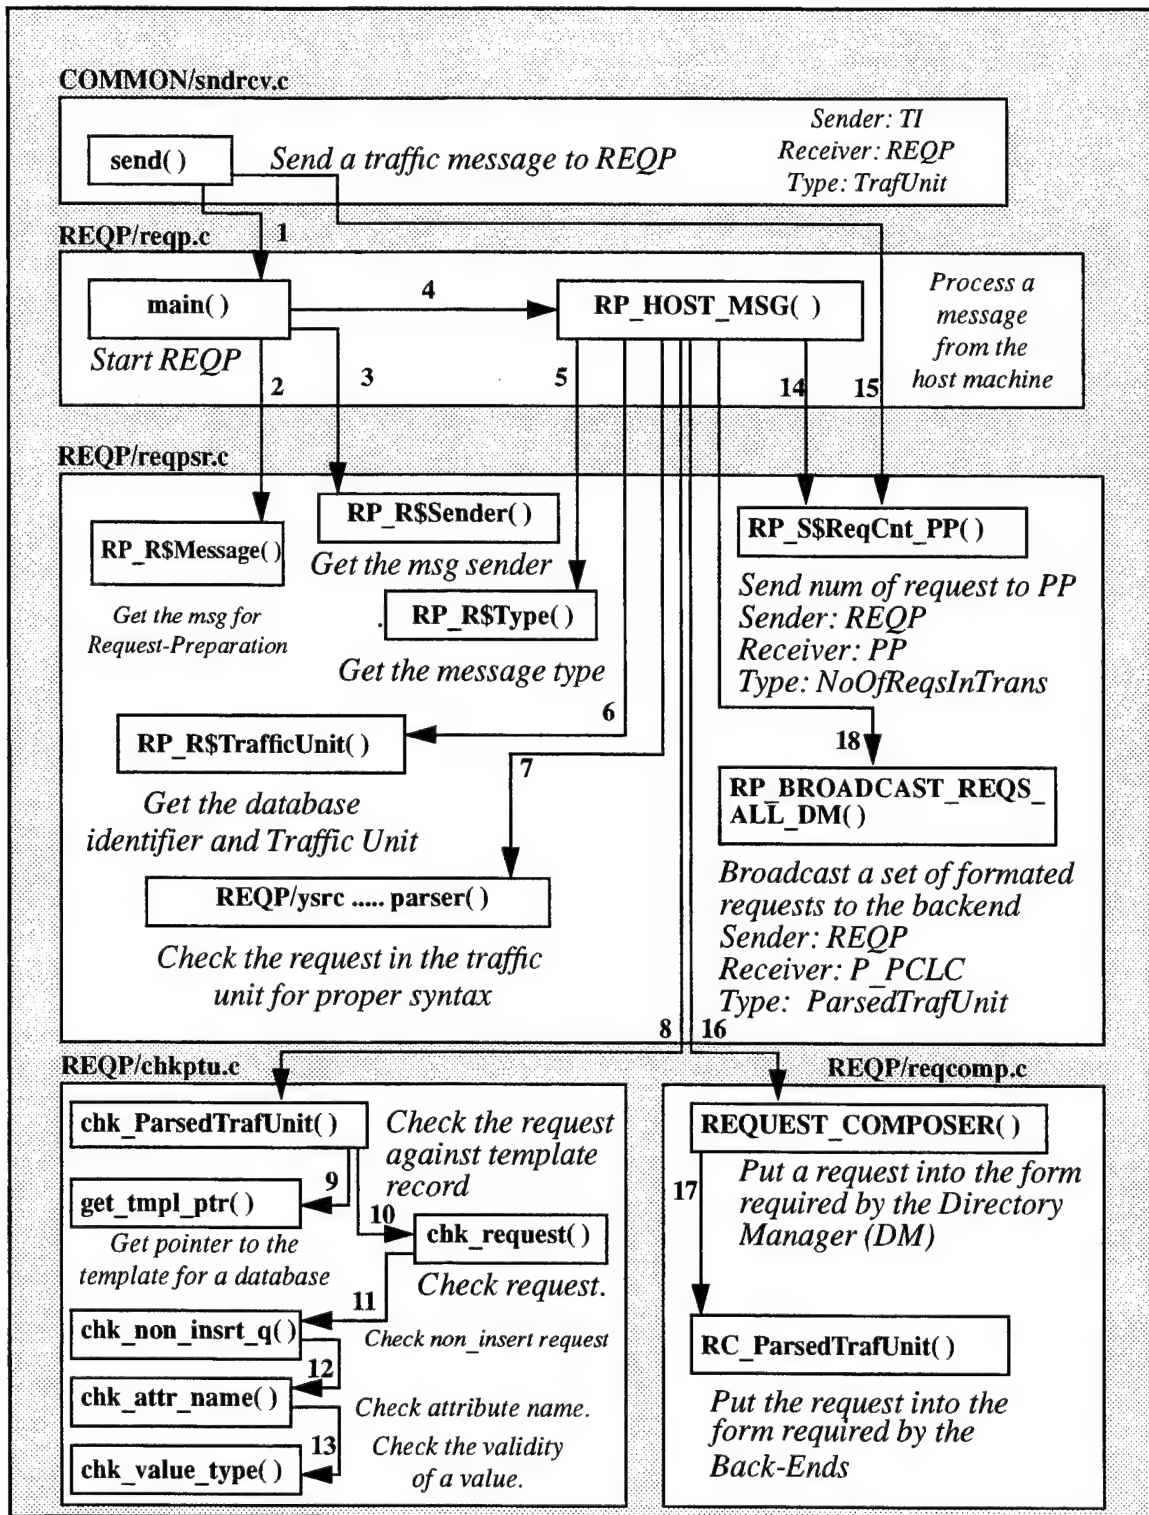 COMMON/sndrcv.c
send( )
Send a traffic message to REQP
Sender: TI
Receiver: REQP
Type: TrafUnit
1
REQP/reqp.c
main( )
Start REQP
4
RP_HOST_MSG( )
Process a
message
from the
host machine
2
3
5
14
15
REQP/reqpsr.c
RP_R$Message( )
Get the msg for
Request-Preparation
RP_R$Sender( )
Get the msg sender
RP_R$Type( )
Get the message type
RP_S$ReqCnt_PP( )
Send num of request to PP
Sender: REQP
Receiver: PP
Type: NoOfReqsInTrans
6
RP_R$TrafficUnit( )
Get the database
identifier and Traffic Unit
7
REQP/ysrc ..... parser( )
Check the request in the traffic
unit for proper syntax
18
RP_BROADCAST_REQS_
ALL_DM( )
Broadcast a set of formated
requests to the backend
Sender: REQP
Receiver: P_PCLC
Type: ParsedTrafUnit
8
16
REQP/chkptu.c
chk_ParsedTrafUnit( )
Check the request
against template
record
9
get_tmpl_ptr( )
Get pointer to the
template for a database
10
chk_request( )
Check request.
11
chk_non_insrt_q( )
Check non_insert request
12
chk_attr_name( )
Check attribute name.
13
chk_value_type( )
Check the validity
of a value.
REQP/reqcomp.c
REQUEST_COMPOSER( )
Put a request into the form
required by the Directory
Manager (DM)
17
RC_ParsedTrafUnit( )
Put the request into the
form required by the
Back-Ends